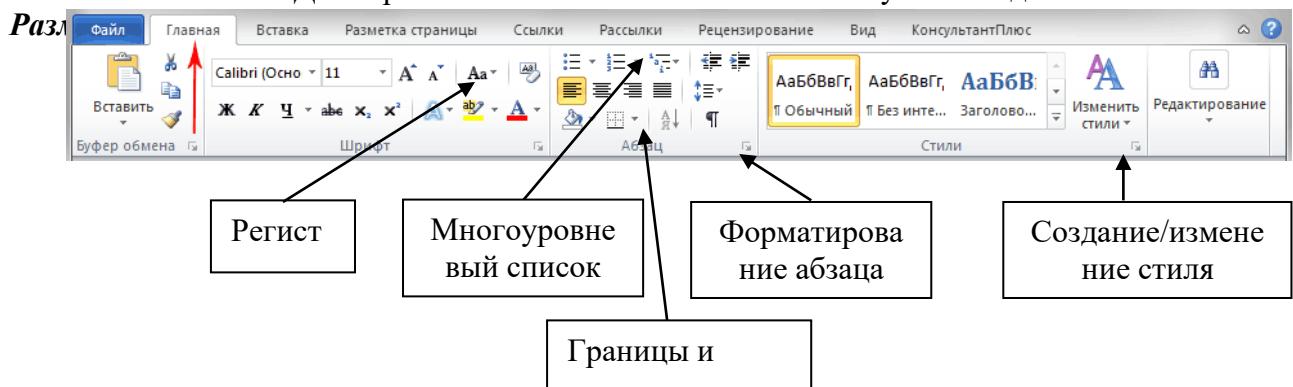 Файл Главная Вставка Разметка страницы Ссылки Рассылки Рецензирование Вид КонсультантПлюс
Calibri (Осно 11 А А Аа
Вставить
Ж К Ч abc x₂ x² А ab А
АаБбВвГг, АаБбВвГг, АаБбВ
¶ Обычный ¶ Без инте... Заголово...
Изменить стили
Редактирование
Буфер обмена Шрифт Абзац Стили
Регист
Многоуровне
вый список
Форматирова
ние абзаца
Создание/измене
ние стиля
Границы и